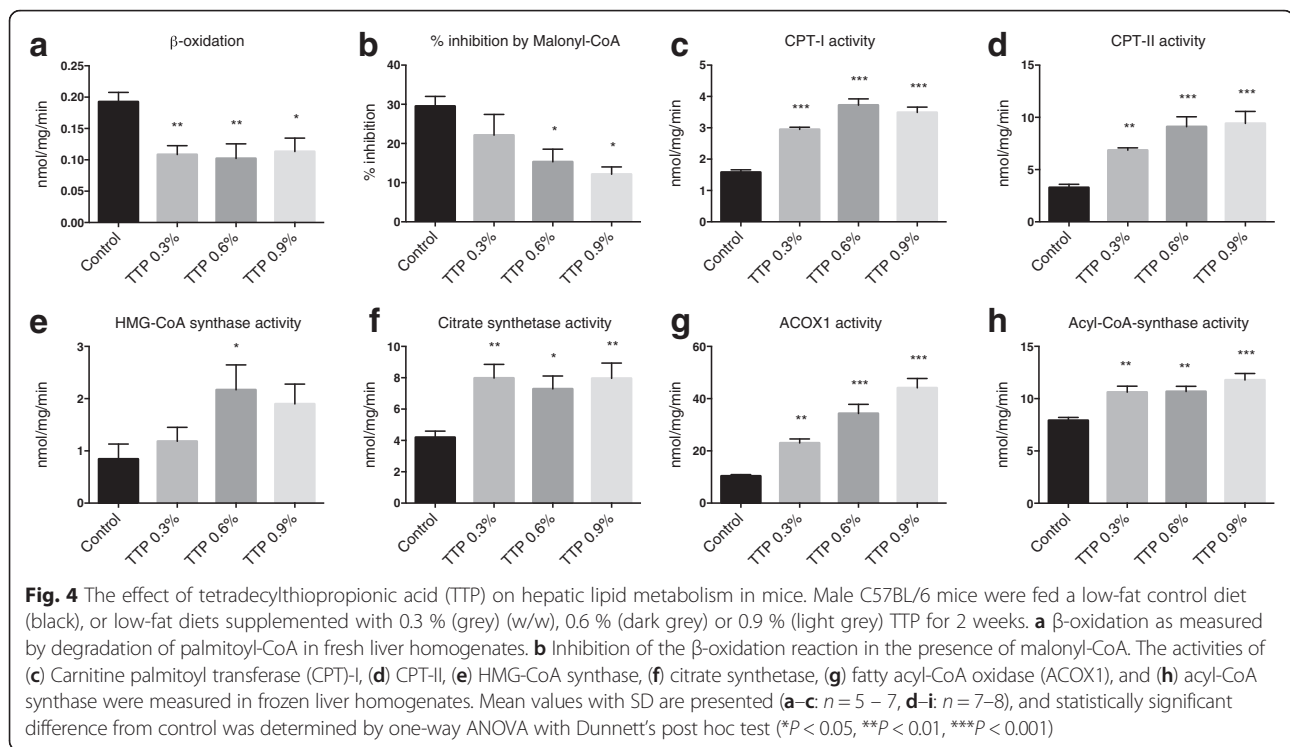 a β-oxidation
nmol/mg/min
0.25
0.20
0.15
0.10
0.05
0.00
** ** *
Control TTP 0.3% TTP 0.6% TTP 0.9%
b % inhibition by Malonyl-CoA
% inhibition
40
30
20
10
0
* *
Control TTP 0.3% TTP 0.6% TTP 0.9%
c CPT-I activity
nmol/mg/min
5
4
3
2
1
0
*** *** ***
Control TTP 0.3% TTP 0.6% TTP 0.9%
d CPT-II activity
nmol/mg/min
15
10
5
0
** *** ***
Control TTP 0.3% TTP 0.6% TTP 0.9%
e HMG-CoA synthase activity
nmol/mg/min
3
2
1
0
*
Control TTP 0.3% TTP 0.6% TTP 0.9%
f Citrate synthetase activity
nmol/mg/min
8
6
4
2
0
** * **
Control TTP 0.3% TTP 0.6% TTP 0.9%
g ACOX1 activity
nmol/mg/min
60
40
20
0
** *** ***
Control TTP 0.3% TTP 0.6% TTP 0.9%
h Acyl-CoA-synthase activity
nmol/mg/min
15
10
5
0
** ** ***
Control TTP 0.3% TTP 0.6% TTP 0.9%
Fig. 4 The effect of tetradecylthiopropionic acid (TTP) on hepatic lipid metabolism in mice. Male C57BL/6 mice were fed a low-fat control diet
(black), or low-fat diets supplemented with 0.3 % (grey) (w/w), 0.6 % (dark grey) or 0.9 % (light grey) TTP for 2 weeks. a β-oxidation as measured
by degradation of palmitoyl-CoA in fresh liver homogenates. b Inhibition of the β-oxidation reaction in the presence of malonyl-CoA. The activities of
(c) Carnitine palmitoyl transferase (CPT)-I, (d) CPT-II, (e) HMG-CoA synthase, (f) citrate synthetase, (g) fatty acyl-CoA oxidase (ACOX1), and (h) acyl-CoA
synthase were measured in frozen liver homogenates. Mean values with SD are presented (a–c: n = 5 – 7, d–i: n = 7–8), and statistically significant
difference from control was determined by one-way ANOVA with Dunnett's post hoc test (*P < 0.05, **P < 0.01, ***P < 0.001)